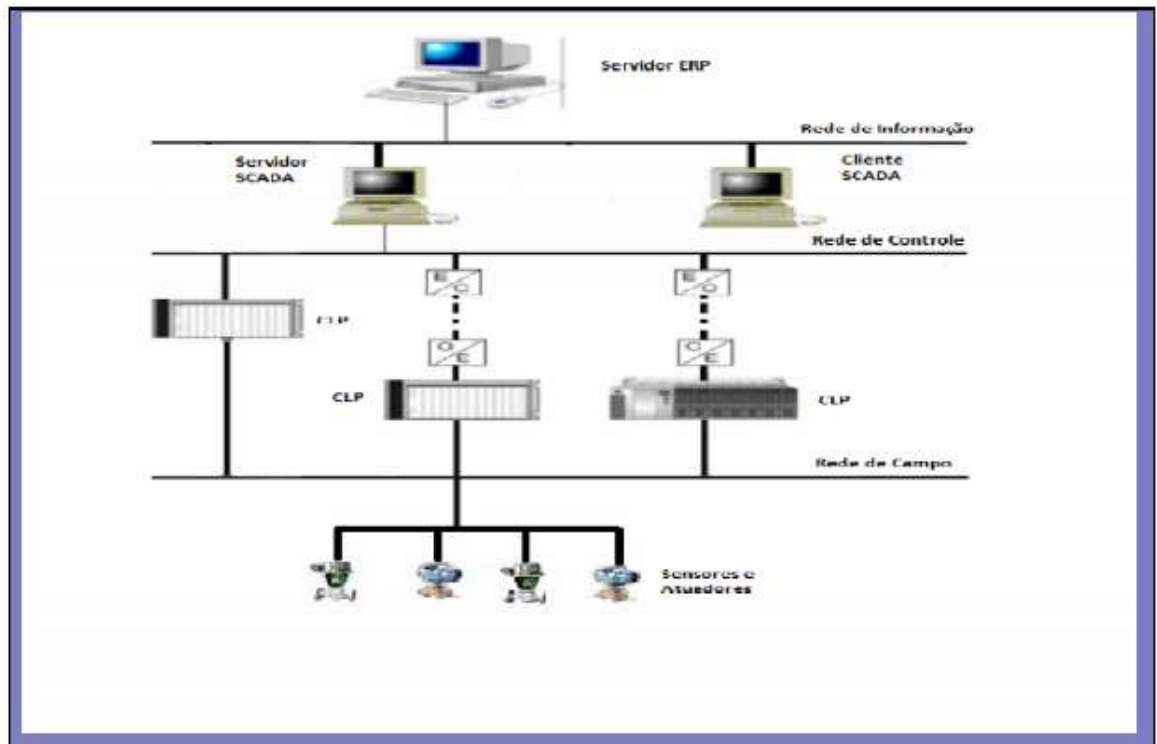 Servidor ERP
Rede de Informação
Servidor
SCADA
Cliente
SCADA
Rede de Controle
E
O
E
O
CLP
O
E
O
E
CLP
CLP
Rede de Campo
Sensores e
Atuadores